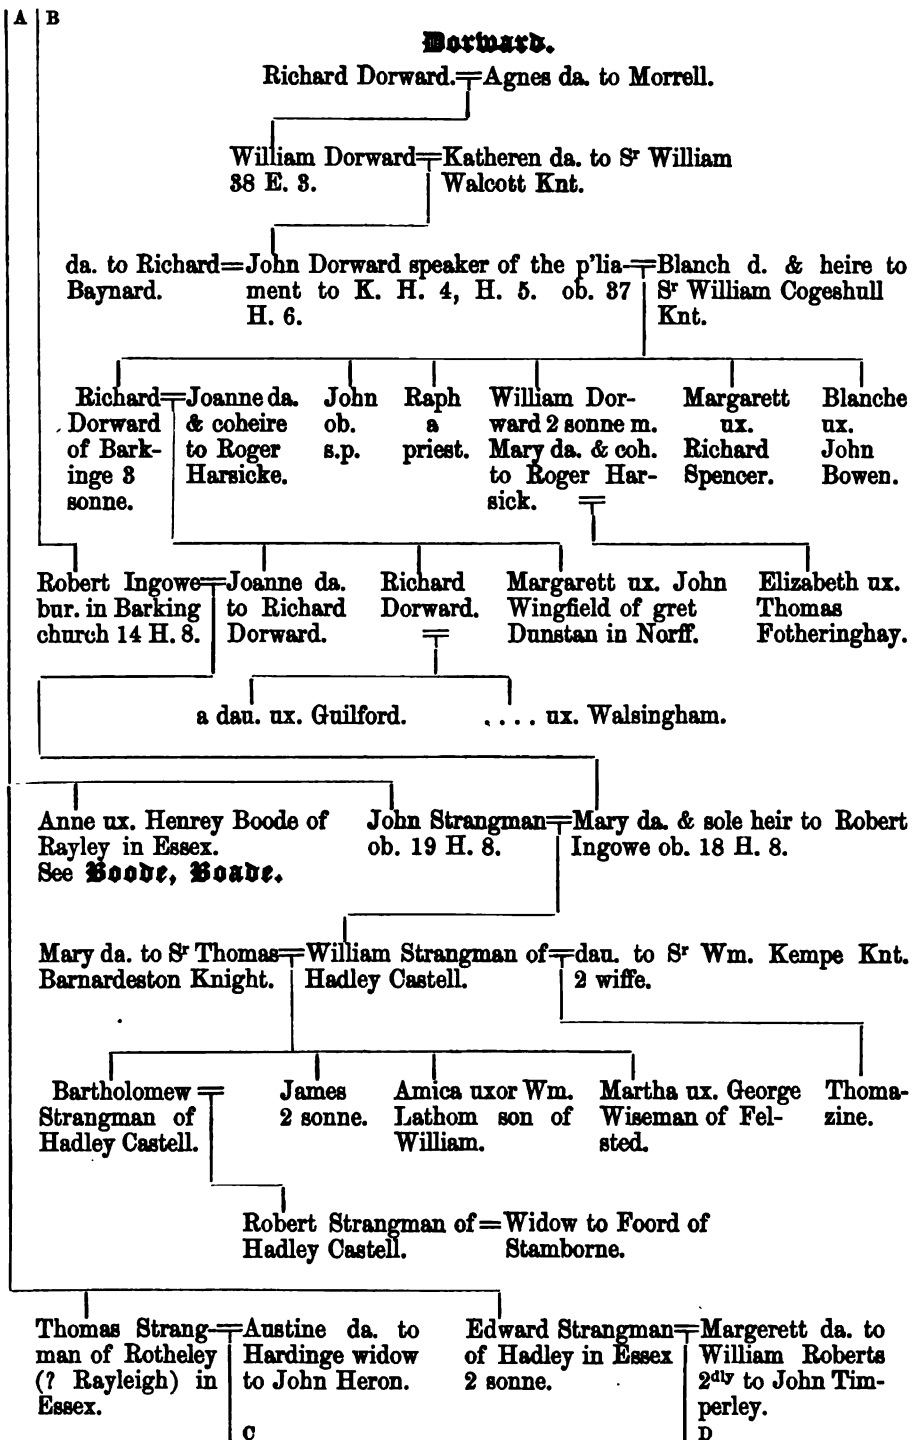 A B
Dorward.
Richard Dorward.=Agnes da. to Morrell.
William Dorward=Katheren da. to Sr William
38 E. 3. Walcott Knt.
da. to Richard=John Dorward speaker of the p'lia-=Blanch d. & heire to
Baynard. ment to K. H. 4, H. 5. ob. 37 Sr William Cogeshull
H. 6. Knt.
Richard=Joanne da. John Raph William Dor- Margarett Blanche
Dorward & coheire ob. a ward 2 sonne m. ux. ux.
of Bark- to Roger s.p. priest. Mary da. & coh. Richard John
inge 3 Harsicke. to Roger Har- Spencer. Bowen.
sonne. sick. =
Robert Ingowe=Joanne da. Richard Margarett ux. John Elizabeth ux.
bur. in Barking to Richard Dorward. Wingfield of gret Thomas
church 14 H. 8. Dorward. = Dunstan in Norff. Fotheringhay.
a dau. ux. Guilford. .... ux. Walsingham.
Anne ux. Henrey Boode of John Strangman=Mary da. & sole heir to Robert
Rayley in Essex. ob. 19 H. 8. Ingowe ob. 18 H. 8.
See Boode, Boade.
Mary da. to Sr Thomas=William Strangman of=dau. to Sr Wm. Kempe Knt.
Barnardeston Knight. Hadley Castell. 2 wiffe.
Bartholomew = James Amica uxor Wm. Martha ux. George Thoma-
Strangman of 2 sonne. Lathom son of Wiseman of Fel- zine.
Hadley Castell. William. sted.
Robert Strangman of=Widow to Foord of
Hadley Castell. Stamborne.
Thomas Strang-=Austine da. to Edward Strangman=Margerett da. to
man of Rotheley Hardinge widow of Hadley in Essex William Roberts
(? Rayleigh) in to John Heron. 2 sonne. 2dly to John Tim-
Essex. perley.
C D